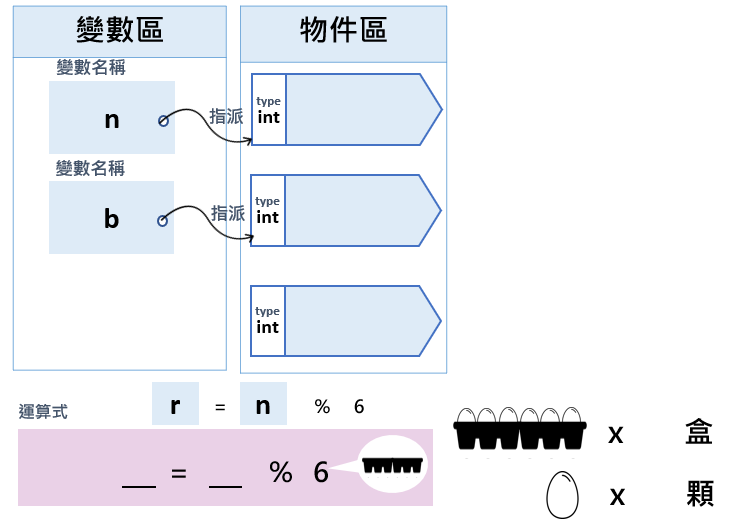 變數區
物件區
變數名稱
n
指派
type
int
變數名稱
b
指派
type
int
type
int
運算式
r = n % 6
__ = __ % 6
x 盒
x 顆